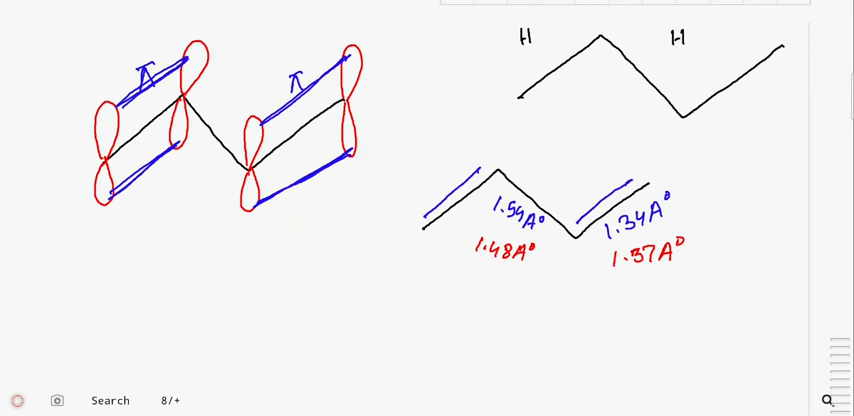 π
π
H
H
1.54A°
1.34A°
1.48A°
1.37A°
Search
8/+